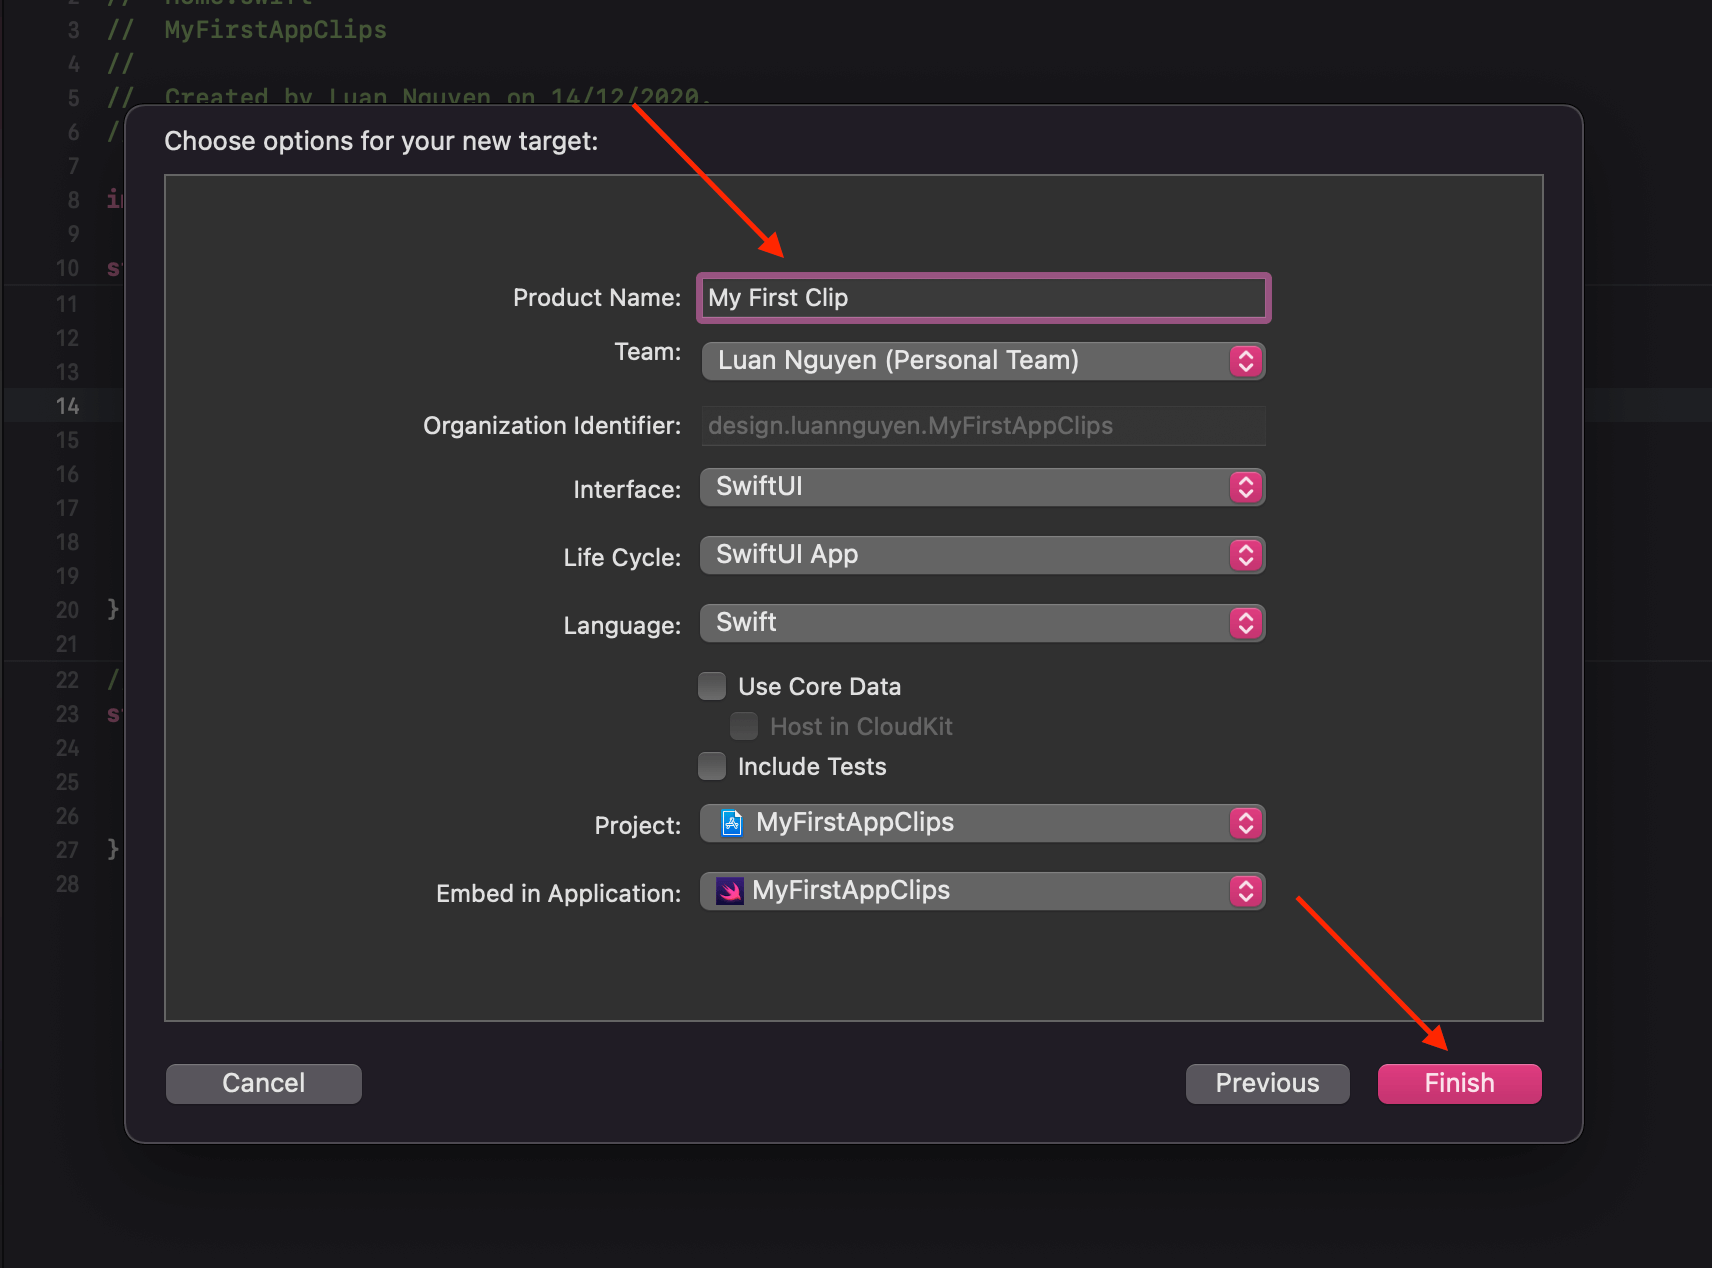 2
3 // MyFirstAppClips
4 //
5 // Created by Luan Nguyen on 14/12/2020.
6 /
7
8
9
10
11
12
13
14
15
16
17
18
19
20 }
21
22 /
23
24
25
26
27 }
28
Choose options for your new target:
Product Name: My First Clip
Team: Luan Nguyen (Personal Team)
Organization Identifier: design.luannguyen.MyFirstAppClips
Interface: SwiftUI
Life Cycle: SwiftUI App
Language: Swift
Use Core Data
Host in CloudKit
Include Tests
Project: MyFirstAppClips
Embed in Application: MyFirstAppClips
Cancel Previous Finish